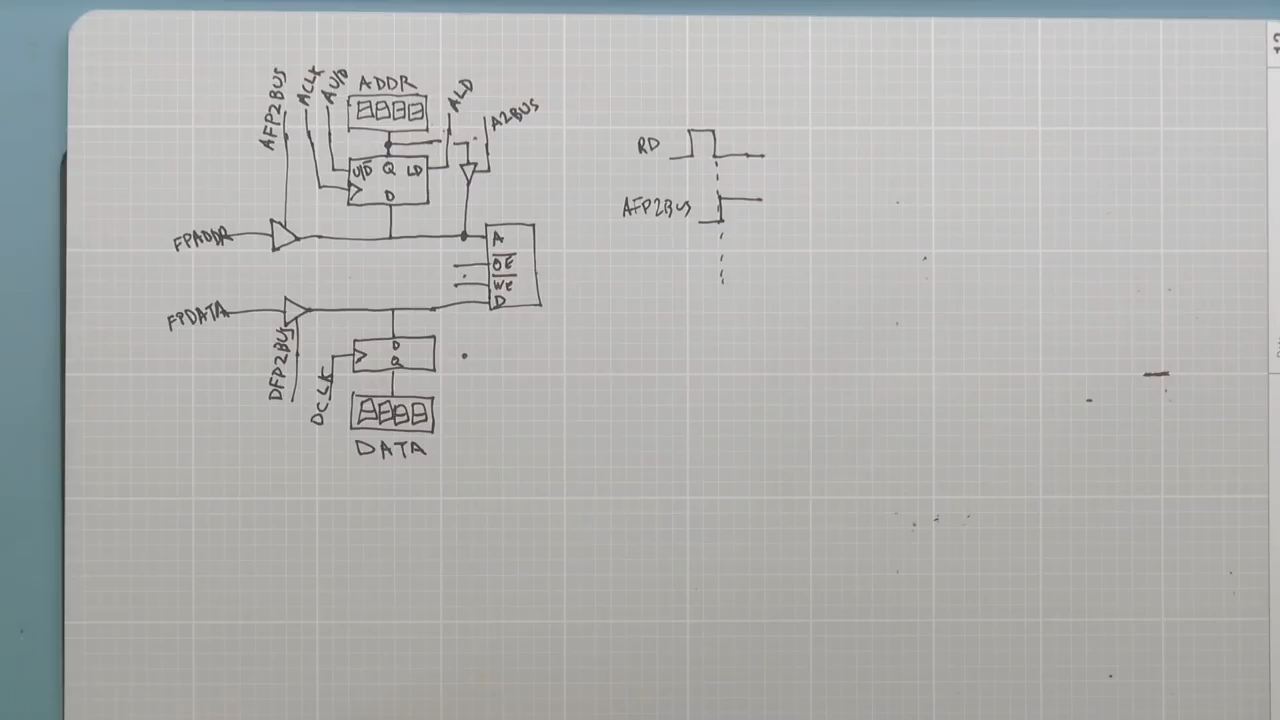 AFP2BUS
ACLK
AU/D
ADDR
ALD
A2BUS
U/D Q LD
D
FPADDR
A
OE
WE
D
FPDATA
DFP2BUS
DCLK
D
Q
DATA
RD
AFP2BUS